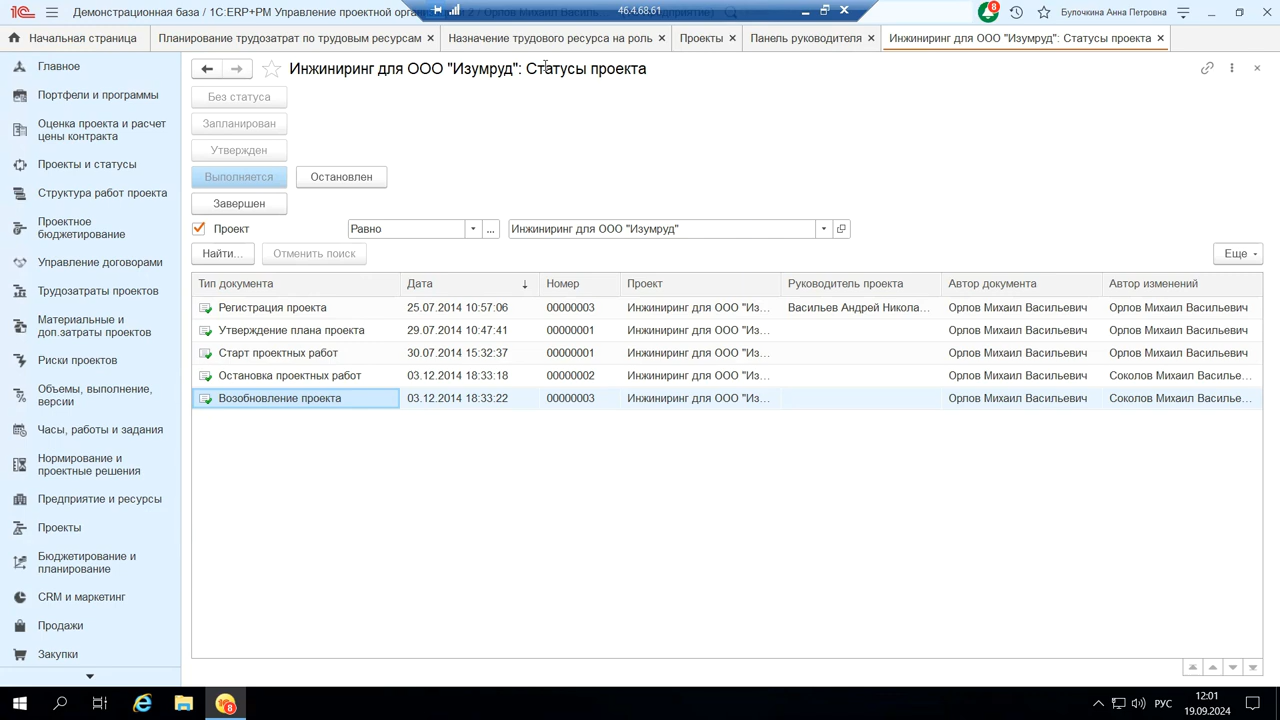 Демонстрационная база / 1С:ERP+PM Управление проектной орга
46.4.68.61
8
Булочкина Анна Петровна
Начальная страница
Планирование трудозатрат по трудовым ресурсам
Назначение трудового ресурса на роль
Проекты
Панель руководителя
Инжиниринг для ООО "Изумруд": Статусы проекта
Главное
Портфели и программы
Оценка проекта и расчет
цены контракта
Проекты и статусы
Структура работ проекта
Проектное
бюджетирование
Управление договорами
Трудозатраты проектов
Материальные и
доп.затраты проектов
Риски проектов
Объемы, выполнение,
версии
Часы, работы и задания
Нормирование и
проектные решения
Предприятие и ресурсы
Проекты
Бюджетирование и
планирование
CRM и маркетинг
Продажи
Закупки
Инжиниринг для ООО "Изумруд": Статусы проекта
Без статуса
Запланирован
Утвержден
Выполняется Остановлен
Завершен
Проект Равно ... Инжиниринг для ООО "Изумруд"
Найти... Отменить поиск Еще
Тип документа Дата ↓ Номер Проект Руководитель проекта Автор документа Автор изменений
Регистрация проекта 25.07.2014 10:57:06 00000003 Инжиниринг для ООО "Из... Васильев Андрей Никола... Орлов Михаил Васильевич Орлов Михаил Васильевич
Утверждение плана проекта 29.07.2014 10:47:41 00000001 Инжиниринг для ООО "Из... Орлов Михаил Васильевич Орлов Михаил Васильевич
Старт проектных работ 30.07.2014 15:32:37 00000001 Инжиниринг для ООО "Из... Орлов Михаил Васильевич Орлов Михаил Васильевич
Остановка проектных работ 03.12.2014 18:33:18 00000002 Инжиниринг для ООО "Из... Орлов Михаил Васильевич Соколов Михаил Василье...
Возобновление проекта 03.12.2014 18:33:22 00000003 Инжиниринг для ООО "Из... Орлов Михаил Васильевич Соколов Михаил Василье...
8
РУС
12:01
19.09.2024